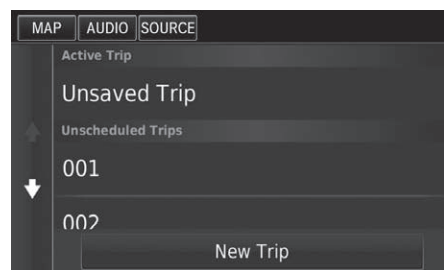 MAP AUDIO SOURCE
Active Trip
Unsaved Trip
Unscheduled Trips
001
002
New Trip